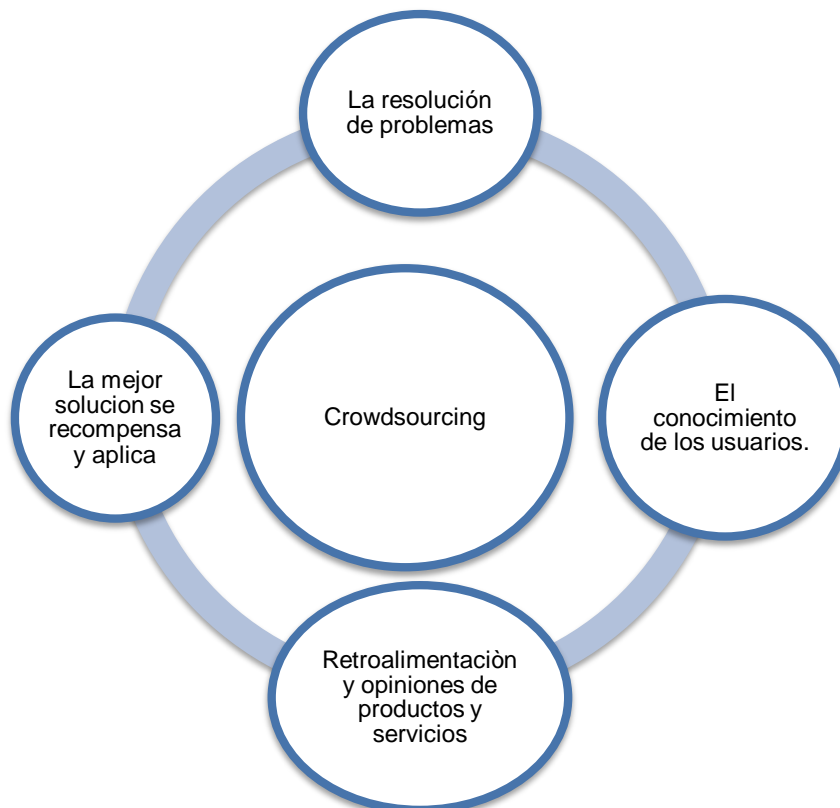 La resolución
de problemas
La mejor
solucion se
recompensa
y aplica
Crowdsourcing
El
conocimiento
de los usuarios.
Retroalimentaciòn
y opiniones de
productos y
servicios